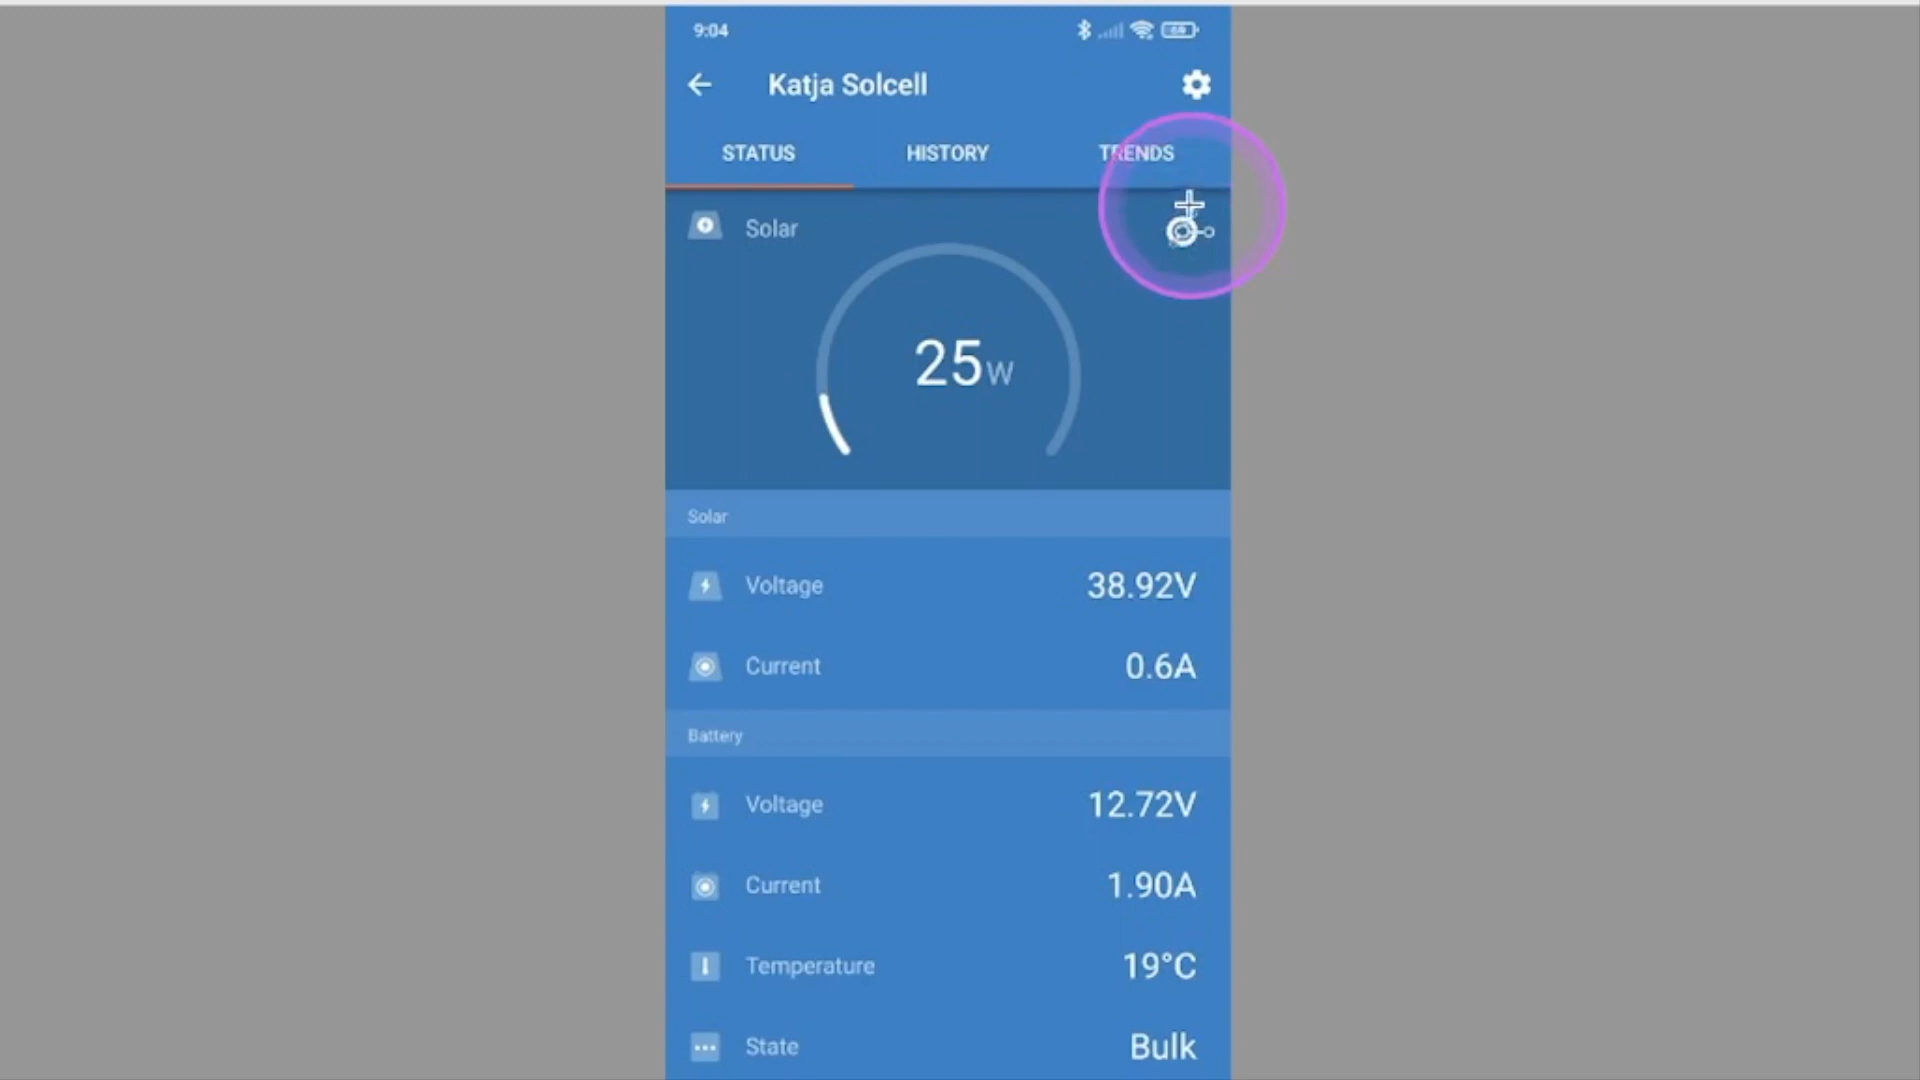 9:04
Katja Solcell
STATUS HISTORY TRENDS
Solar
25W
Solar
Voltage 38.92V
Current 0.6A
Battery
Voltage 12.72V
Current 1.90A
Temperature 19°C
State Bulk